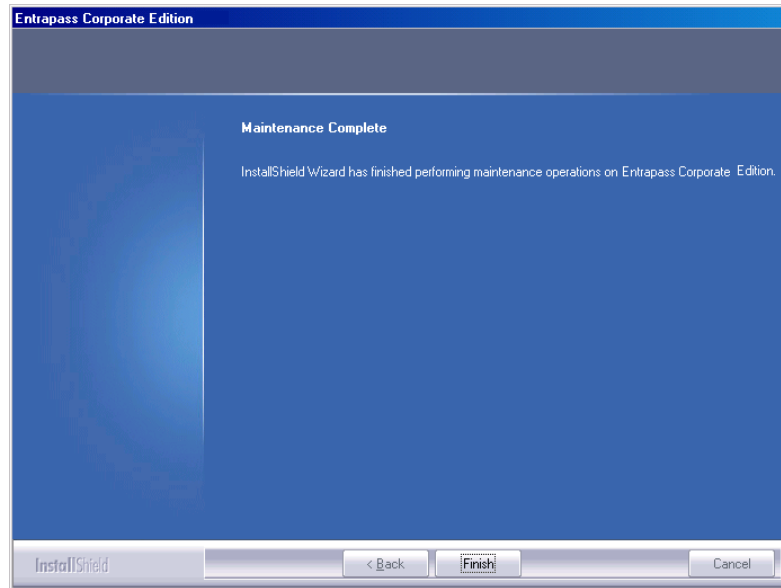 Entrapass Corporate Edition
Maintenance Complete
InstallShield Wizard has finished performing maintenance operations on Entrapass Corporate Edition.
InstallShield
< Back
Finish
Cancel